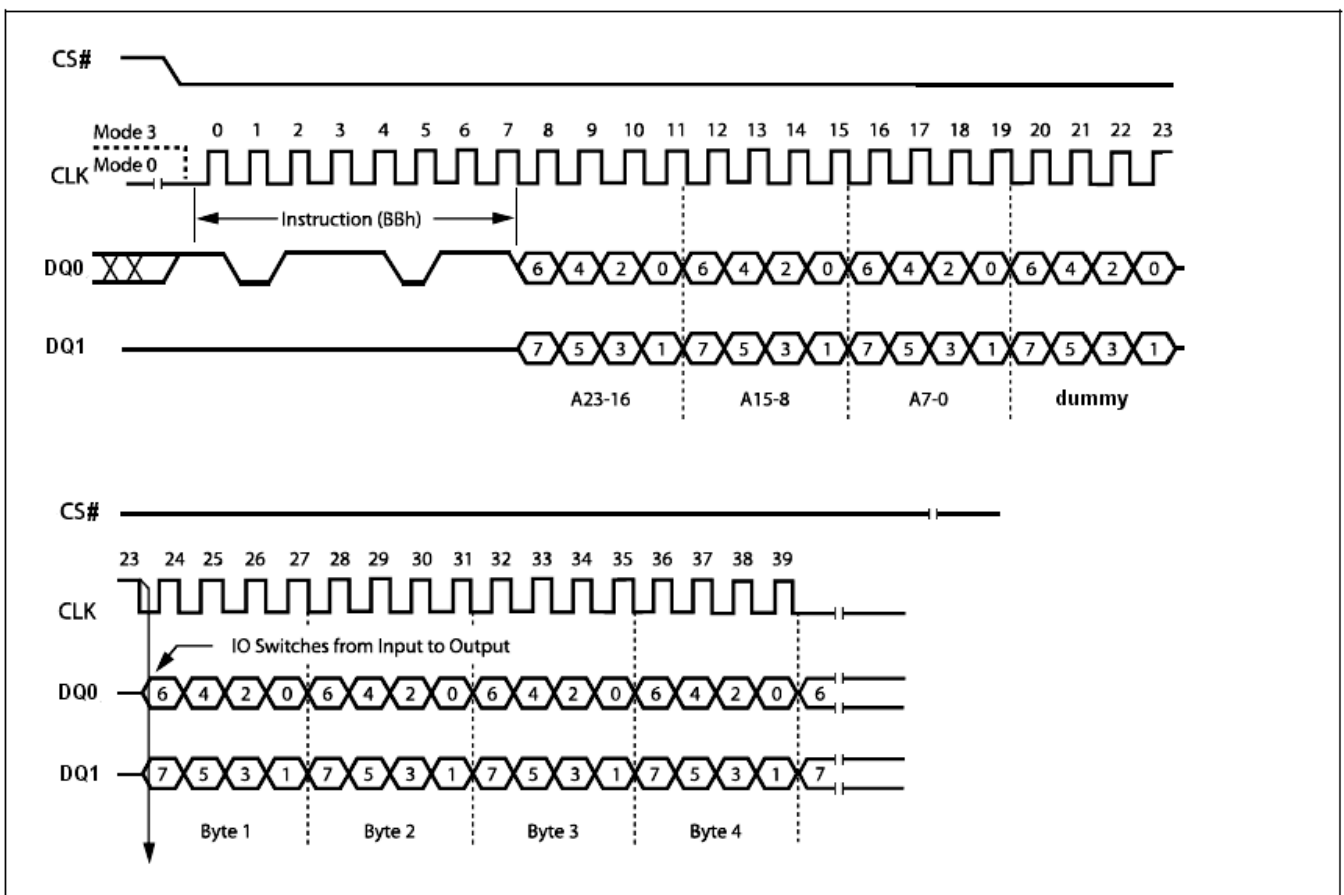 CS#
Mode 3
0 1 2 3 4 5 6 7 8 9 10 11 12 13 14 15 16 17 18 19 20 21 22 23
Mode 0
CLK
Instruction (BBh)
DQ0 6 4 2 0 6 4 2 0 6 4 2 0 6 4 2 0
DQ1 7 5 3 1 7 5 3 1 7 5 3 1 7 5 3 1
A23-16 A15-8 A7-0 dummy
CS#
23 24 25 26 27 28 29 30 31 32 33 34 35 36 37 38 39
CLK
IO Switches from Input to Output
DQ0 6 4 2 0 6 4 2 0 6 4 2 0 6 4 2 0 6
DQ1 7 5 3 1 7 5 3 1 7 5 3 1 7 5 3 1 7
Byte 1 Byte 2 Byte 3 Byte 4